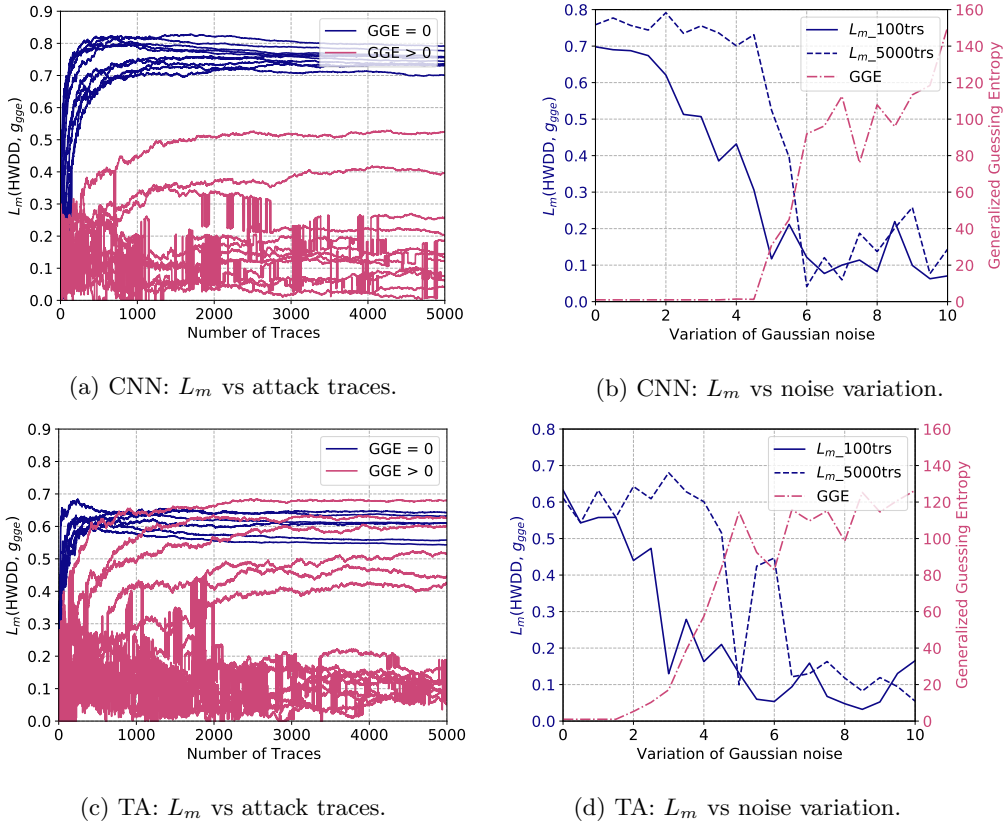 0.9
0.8
0.7
0.6
0.5
0.4
0.3
0.2
0.1
0.0
L_m(HWDD, g_gge)
GGE = 0
GGE > 0
0 1000 2000 3000 4000 5000
Number of Traces
0.8
0.7
0.6
0.5
0.4
0.3
0.2
0.1
0.0
L_m(HWDD, g_gge)
L_m_100trs
L_m_5000trs
GGE
160
140
120
100
80
60
40
20
0
Generalized Guessing Entropy
0 2 4 6 8 10
Variation of Gaussian noise
(a) CNN: L_m vs attack traces.
(b) CNN: L_m vs noise variation.
0.9
0.8
0.7
0.6
0.5
0.4
0.3
0.2
0.1
0.0
L_m(HWDD, g_gge)
GGE = 0
GGE > 0
0 1000 2000 3000 4000 5000
Number of Traces
0.8
0.7
0.6
0.5
0.4
0.3
0.2
0.1
0.0
L_m(HWDD, g_gge)
L_m_100trs
L_m_5000trs
GGE
160
140
120
100
80
60
40
20
0
Generalized Guessing Entropy
0 2 4 6 8 10
Variation of Gaussian noise
(c) TA: L_m vs attack traces.
(d) TA: L_m vs noise variation.